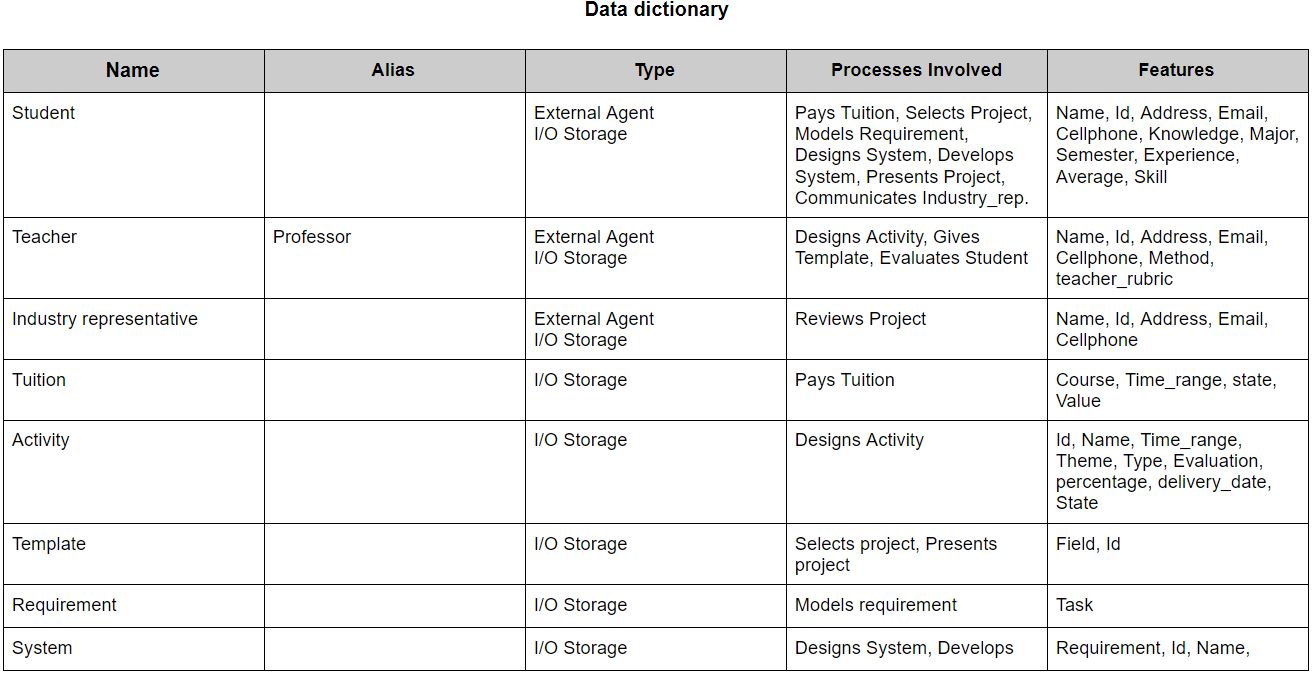 Data dictionary
Name Alias Type Processes Involved Features
Student External Agent Pays Tuition, Selects Project, Name, Id, Address, Email,
I/O Storage Models Requirement, Cellphone, Knowledge, Major,
Designs System, Develops Semester, Experience,
System, Presents Project, Average, Skill
Communicates Industry_rep.
Teacher Professor External Agent Designs Activity, Gives Name, Id, Address, Email,
I/O Storage Template, Evaluates Student Cellphone, Method,
teacher_rubric
Industry representative External Agent Reviews Project Name, Id, Address, Email,
I/O Storage Cellphone
Tuition I/O Storage Pays Tuition Course, Time_range, state,
Value
Activity I/O Storage Designs Activity Id, Name, Time_range,
Theme, Type, Evaluation,
percentage, delivery_date,
State
Template I/O Storage Selects project, Presents Field, Id
project
Requirement I/O Storage Models requirement Task
System I/O Storage Designs System, Develops Requirement, Id, Name,